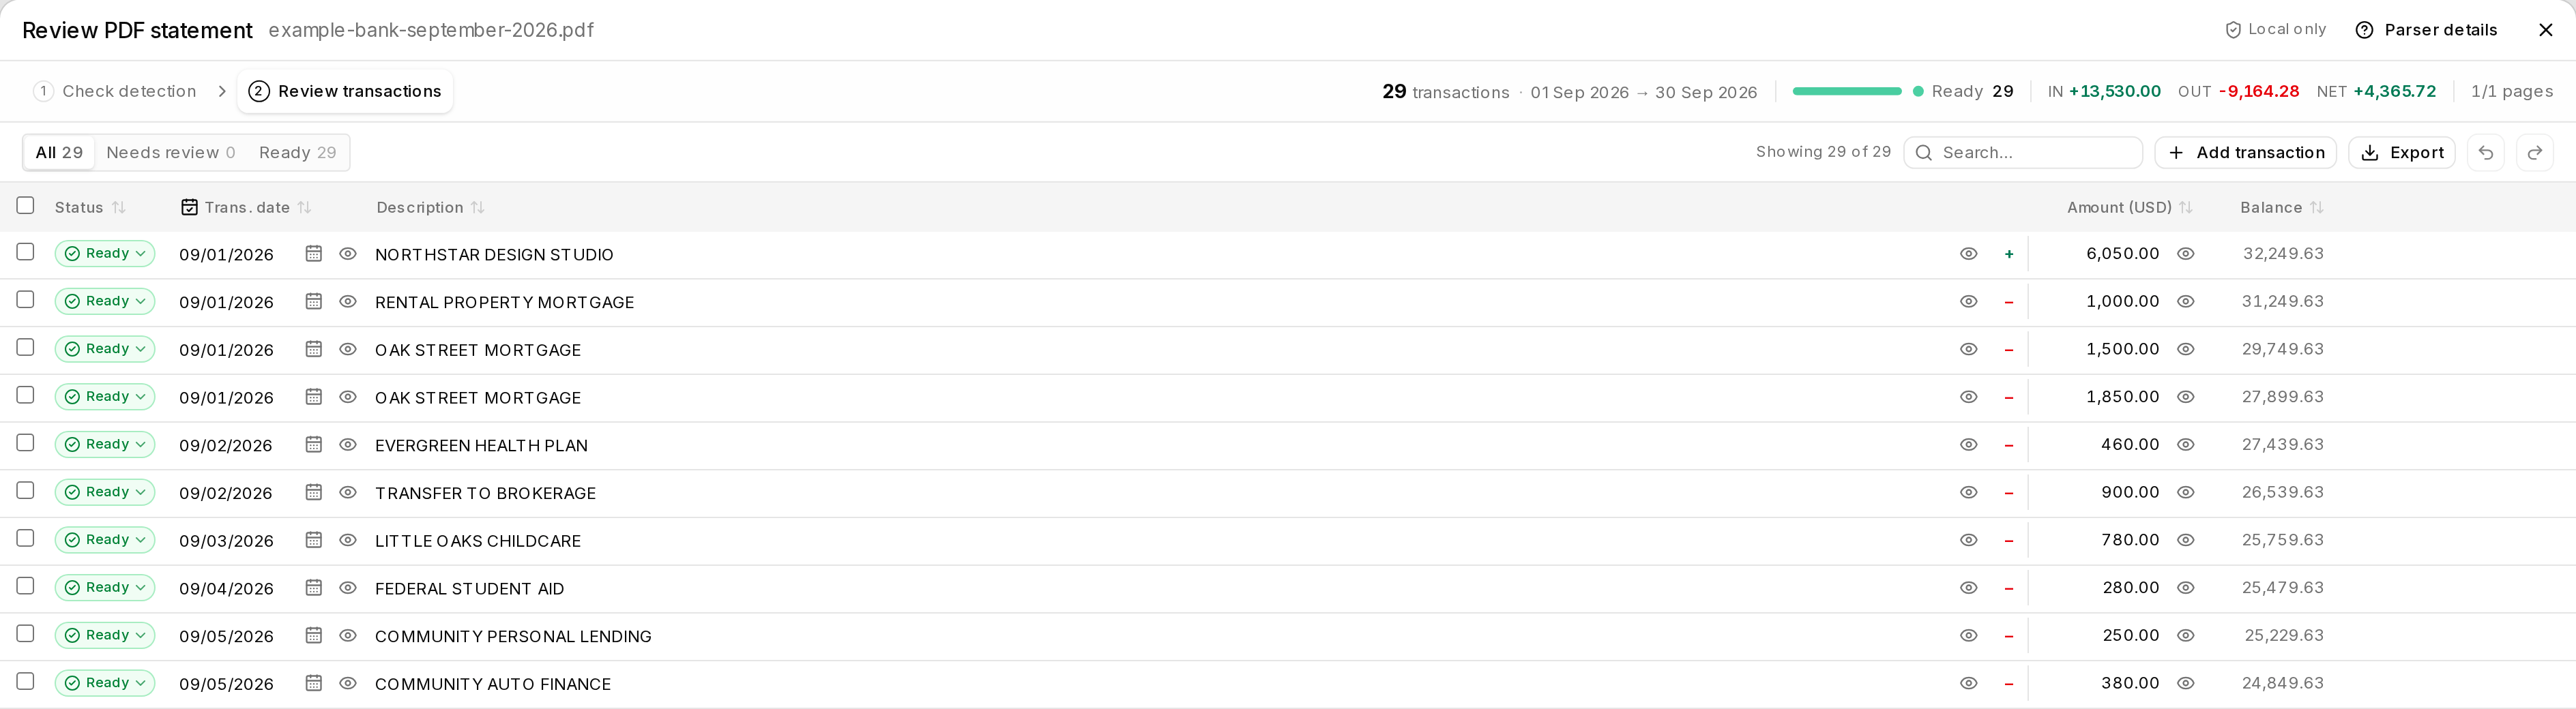 Review PDF statement example-bank-september-2026.pdf Local only Parser details
1 Check detection 2 Review transactions 29 transactions · 01 Sep 2026 → 30 Sep 2026 Ready 29 IN +13,530.00 OUT -9,164.28 NET +4,365.72 1/1 pages
All 29 Needs review 0 Ready 29 Showing 29 of 29 Search... Add transaction Export
Status Trans. date Description Amount (USD) Balance
Ready 09/01/2026 NORTHSTAR DESIGN STUDIO + 6,050.00 32,249.63
Ready 09/01/2026 RENTAL PROPERTY MORTGAGE − 1,000.00 31,249.63
Ready 09/01/2026 OAK STREET MORTGAGE − 1,500.00 29,749.63
Ready 09/01/2026 OAK STREET MORTGAGE − 1,850.00 27,899.63
Ready 09/02/2026 EVERGREEN HEALTH PLAN − 460.00 27,439.63
Ready 09/02/2026 TRANSFER TO BROKERAGE − 900.00 26,539.63
Ready 09/03/2026 LITTLE OAKS CHILDCARE − 780.00 25,759.63
Ready 09/04/2026 FEDERAL STUDENT AID − 280.00 25,479.63
Ready 09/05/2026 COMMUNITY PERSONAL LENDING − 250.00 25,229.63
Ready 09/05/2026 COMMUNITY AUTO FINANCE − 380.00 24,849.63